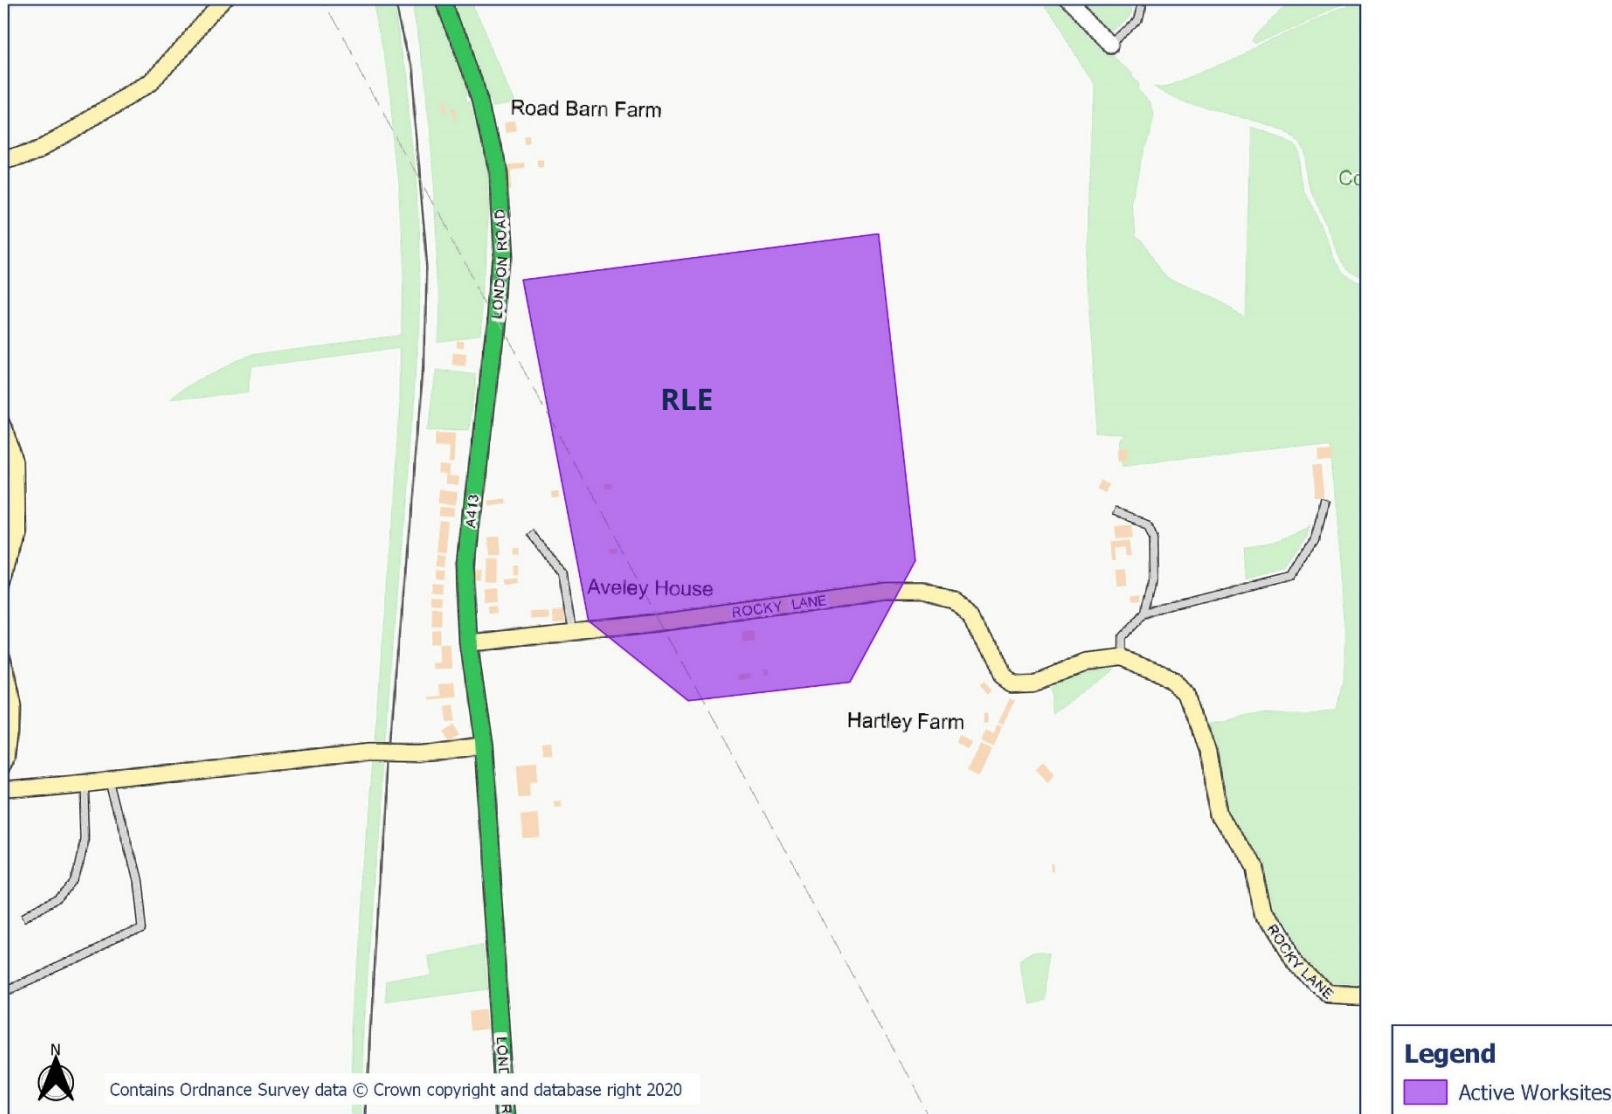 Road Barn Farm
Co
LONDON ROAD
RLE
A413
Aveley House
ROCKY LANE
Hartley Farm
ROCKY LANE
N
Contains Ordnance Survey data © Crown copyright and database right 2020
Legend
Active Worksites